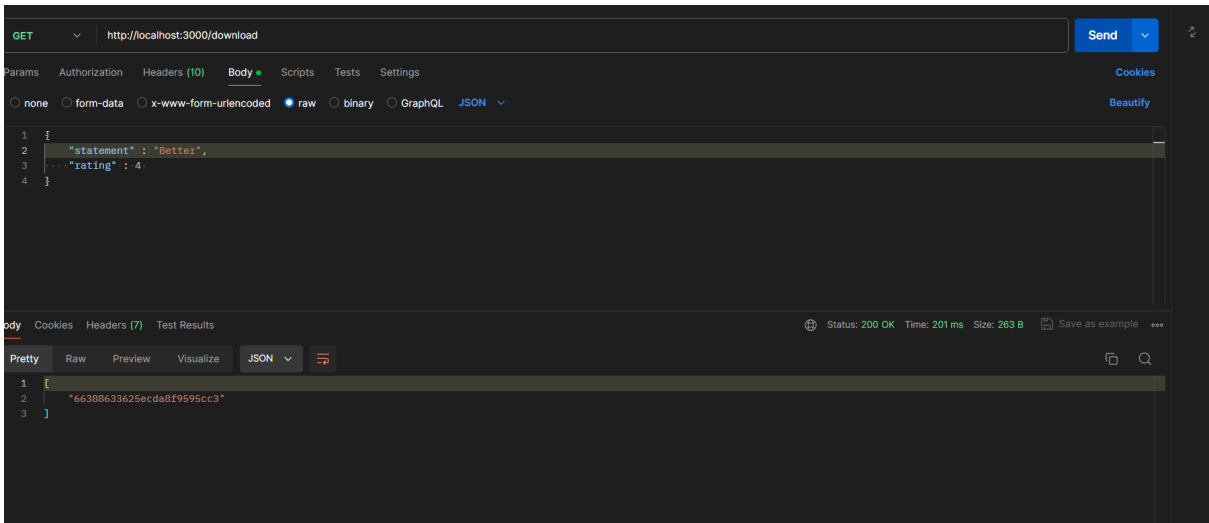 GET http://localhost:3000/download Send
Params Authorization Headers (10) Body Scripts Tests Settings Cookies
none form-data x-www-form-urlencoded raw binary GraphQL JSON Beautify
1 {
2 "statement" : "Better",
3 "rating" : 4
4 }
ody Cookies Headers (7) Test Results Status: 200 OK Time: 201 ms Size: 263 B Save as example
Pretty Raw Preview Visualize JSON
1 [
2 "66388633625ecda8f9595cc3"
3 ]